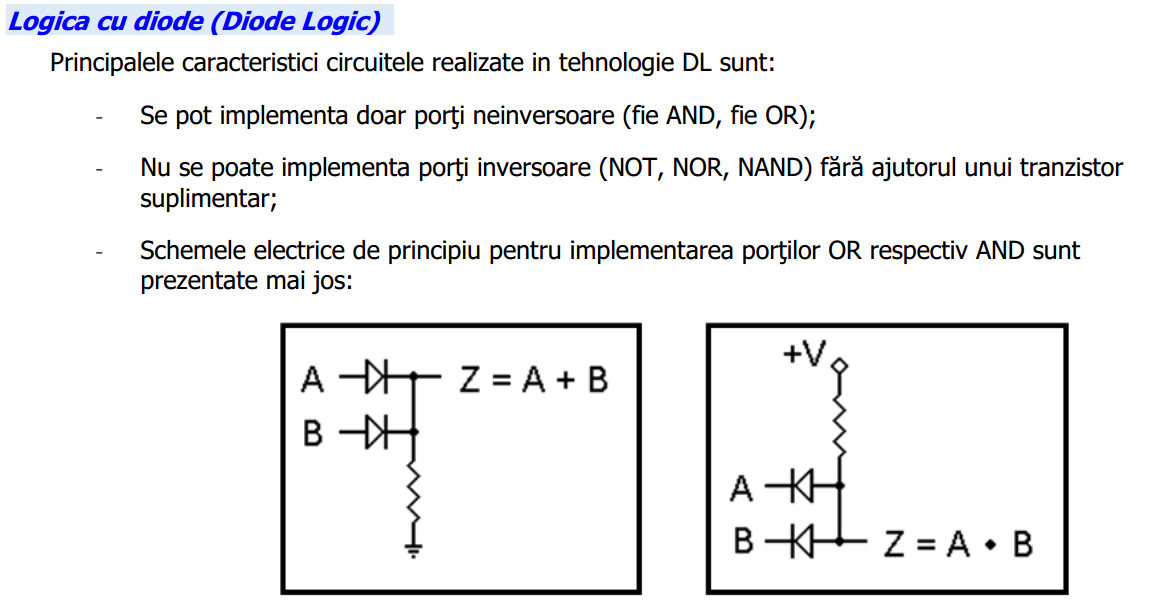 Logica cu diode (Diode Logic)
Principalele caracteristici circuitele realizate in tehnologie DL sunt:
- Se pot implementa doar porţi neinversoare (fie AND, fie OR);
- Nu se poate implementa porţi inversoare (NOT, NOR, NAND) fără ajutorul unui tranzistor
suplimentar;
- Schemele electrice de principiu pentru implementarea porţilor OR respectiv AND sunt
prezentate mai jos:
A Z = A + B
B
+V
A
B Z = A • B